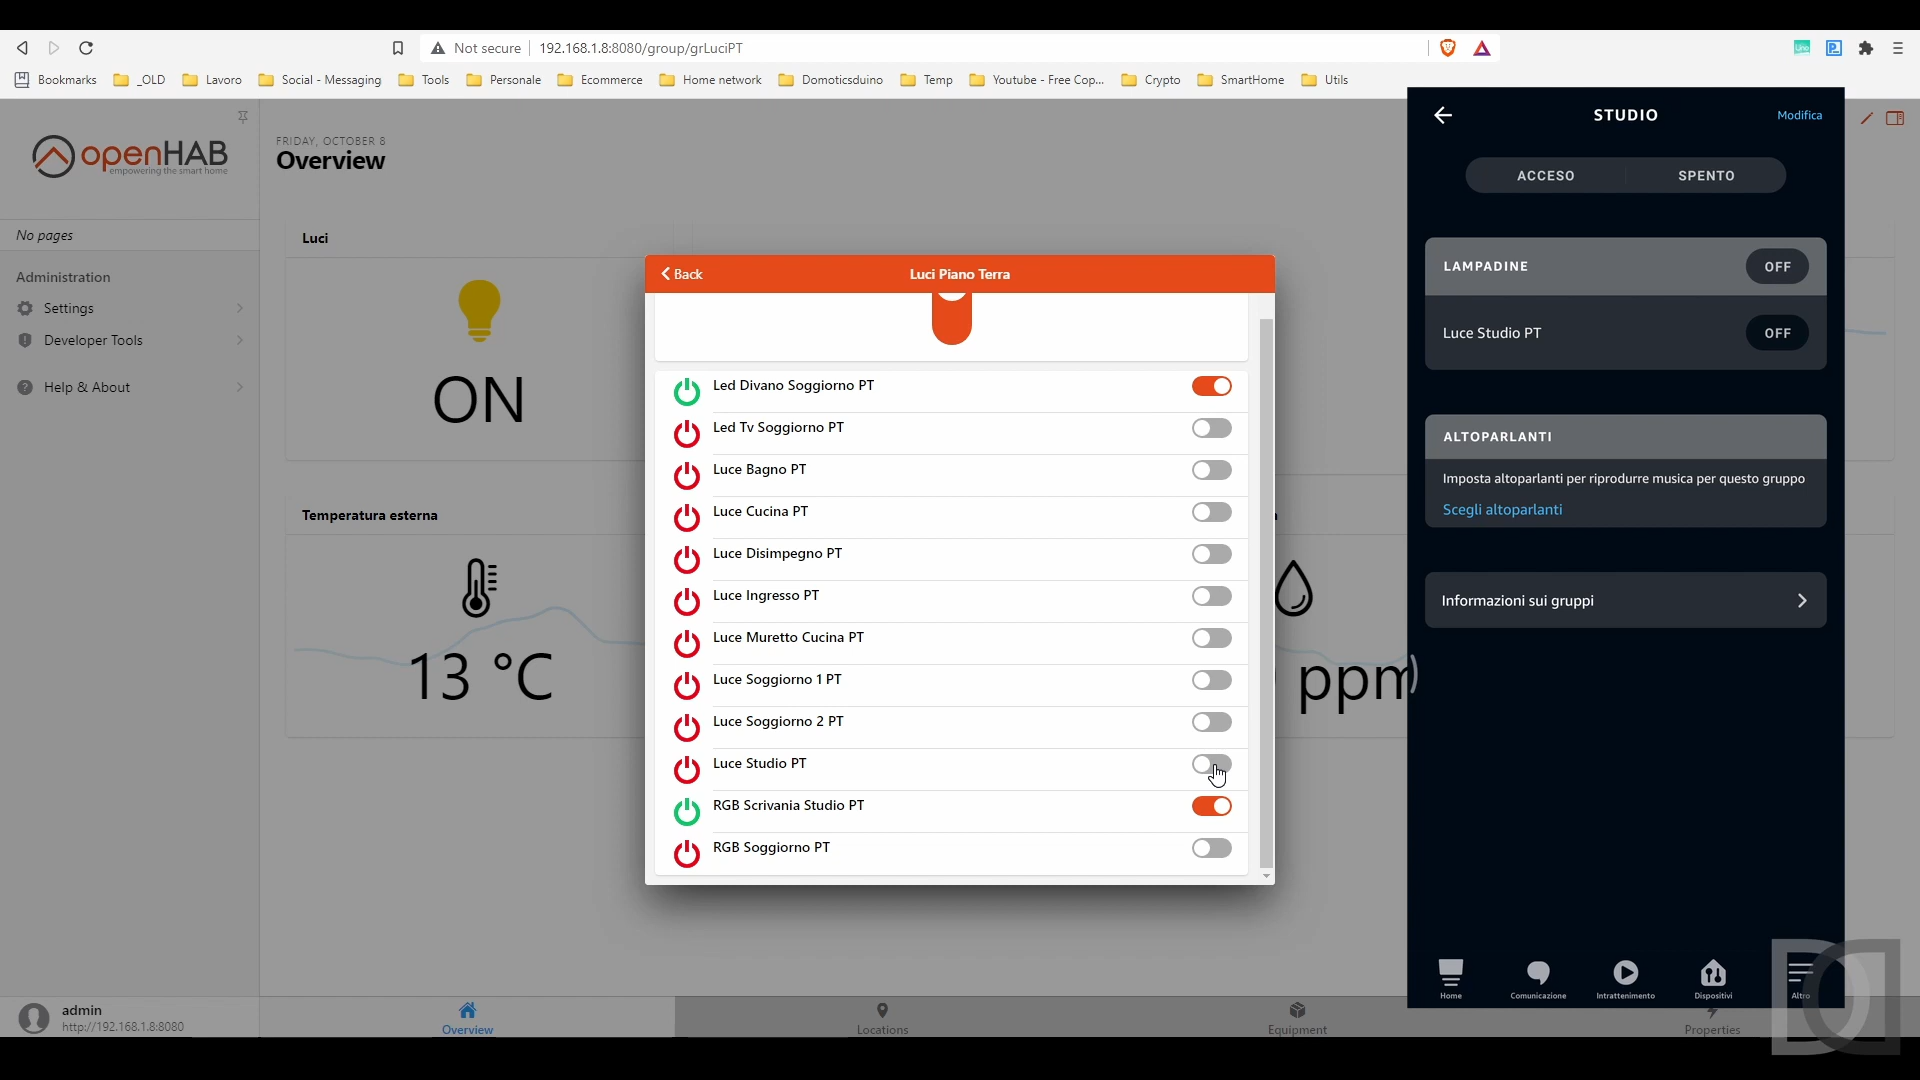 Not secure 192.168.1.8:8080/group/grLuciPT
Bookmarks _OLD Lavoro Social - Messaging Tools Personale Ecommerce Home network Domoticsduino Temp Youtube - Free Cop... Crypto SmartHome Utils
openHAB
empowering the smart home
No pages
Administration
Settings
Developer Tools
Help & About
admin
http://192.168.1.8:8080
FRIDAY, OCTOBER 8
Overview
Luci
ON
Temperatura esterna
13 °C
ppm
Back
Luci Piano Terra
Led Divano Soggiorno PT
Led Tv Soggiorno PT
Luce Bagno PT
Luce Cucina PT
Luce Disimpegno PT
Luce Ingresso PT
Luce Muretto Cucina PT
Luce Soggiorno 1 PT
Luce Soggiorno 2 PT
Luce Studio PT
RGB Scrivania Studio PT
RGB Soggiorno PT
Overview
Locations
Equipment
Properties
STUDIO
Modifica
ACCESO
SPENTO
LAMPADINE
OFF
Luce Studio PT
OFF
ALTOPARLANTI
Imposta altoparlanti per riprodurre musica per questo gruppo
Scegli altoparlanti
Informazioni sui gruppi
Home
Comunicazione
Intrattenimento
Dispositivi
Altro